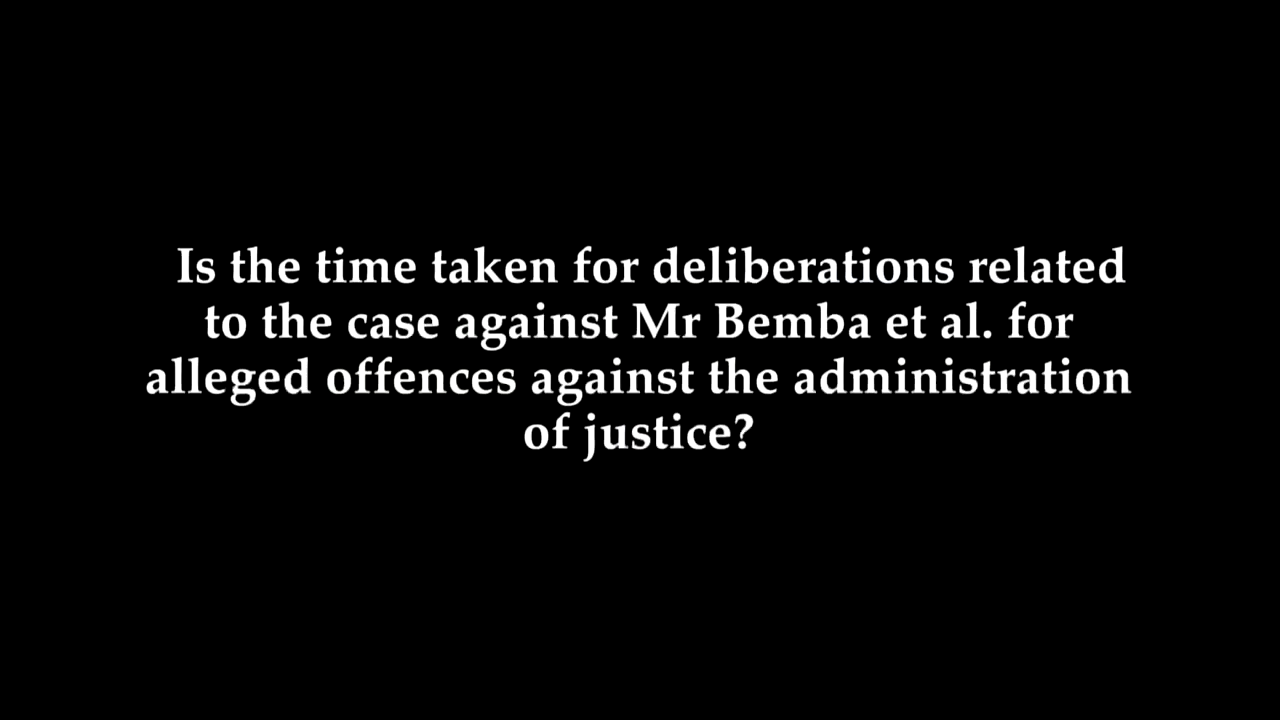 Is the time taken for deliberations related
to the case against Mr Bemba et al. for
alleged offences against the administration
of justice?